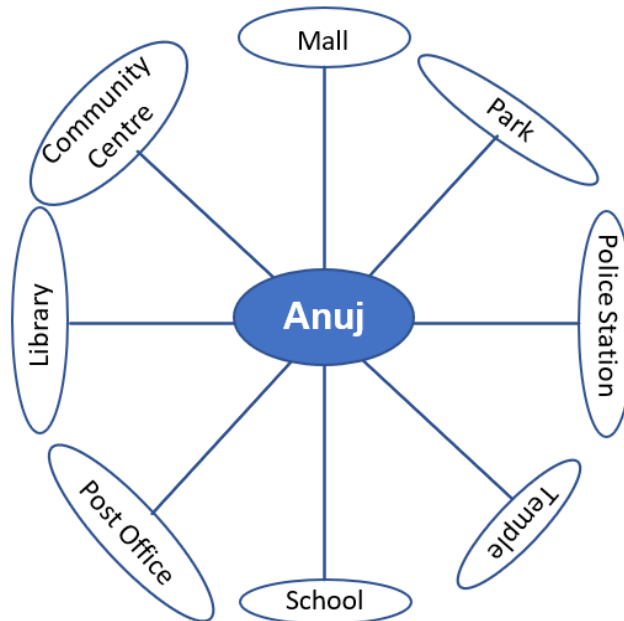 Mall
Park
Community
Centre
Police Station
Anuj
Library
Temple
Post Office
School